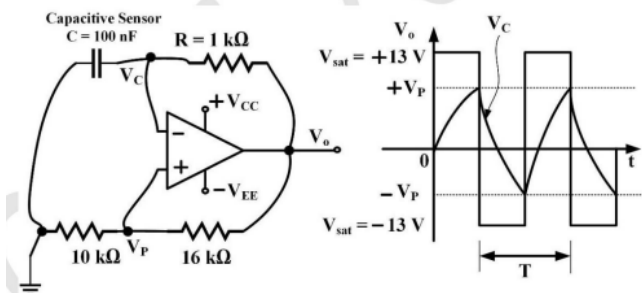 Capacitive Sensor
C = 100 nF
R = 1 kΩ
V_C
+V_CC
−
+
V_o
−V_EE
10 kΩ
V_P
16 kΩ
V_o
V_C
V_sat = +13 V
+V_P
0
t
−V_P
V_sat = −13 V
T